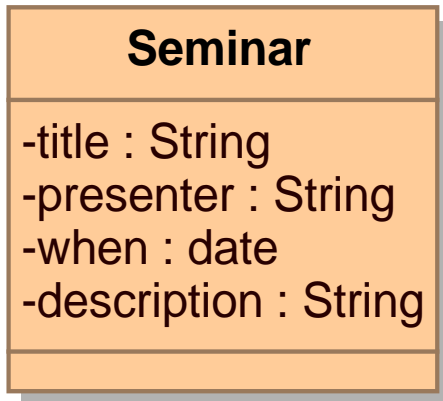 Seminar
-title : String
-presenter : String
-when : date
-description : String